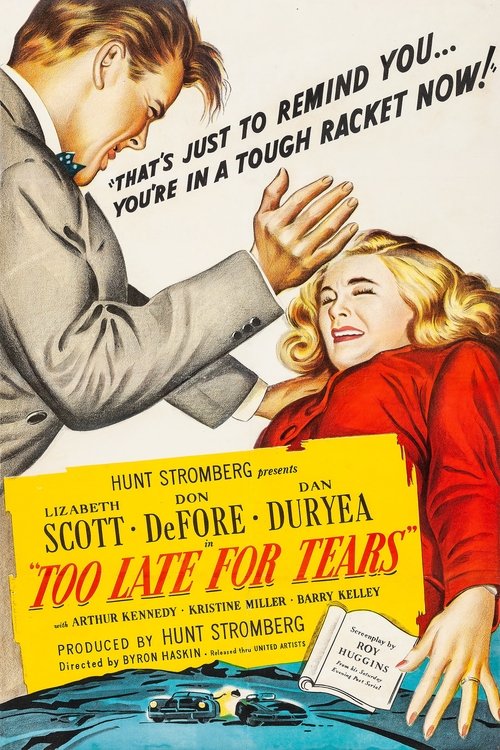 "THAT'S JUST TO REMIND YOU...
YOU'RE IN A TOUGH RACKET NOW!"
HUNT STROMBERG presents
LIZABETH SCOTT · DON DeFORE · DAN DURYEA
in
"TOO LATE FOR TEARS"
with ARTHUR KENNEDY · KRISTINE MILLER · BARRY KELLEY
PRODUCED BY HUNT STROMBERG
Directed by BYRON HASKIN · Released thru UNITED ARTISTS
Screenplay by
ROY
HUGGINS
From his Saturday
Evening Post Serial